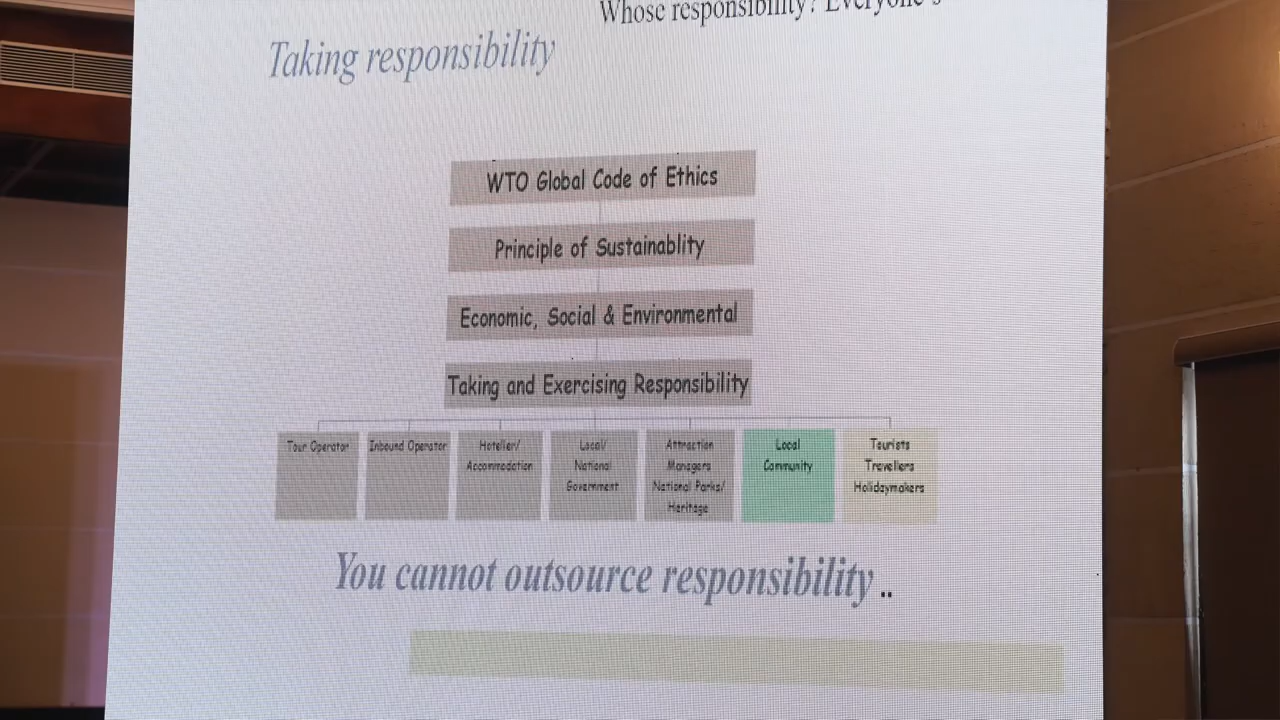 Whose responsibility? Everyone's
Taking responsibility
WTO Global Code of Ethics
Principle of Sustainablity
Economic, Social & Environmental
Taking and Exercising Responsibility
Tour Operator
Inbound Operator
Hotelier/
Accommodation
Local/
National
Government
Attraction
Managers
National Parks/
Heritage
Local
Community
Tourists
Travellers
Holidaymakers
You cannot outsource responsibility ..